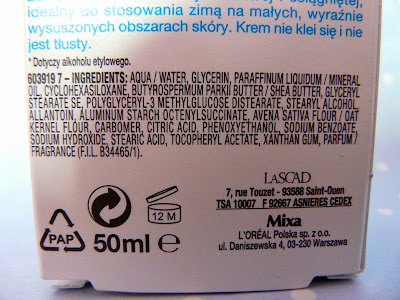 idealny do stosowania zimą na małych, wyraźnie
wysuszonych obszarach skóry. Krem nie klei się i nie
jest tłusty.
* Dotyczy alkoholu etylowego.
603919 7 – INGREDIENTS: AQUA / WATER, GLYCERIN, PARAFFINUM LIQUIDUM / MINERAL
OIL, CYCLOHEXASILOXANE, BUTYROSPERMUM PARKII BUTTER / SHEA BUTTER, GLYCERYL
STEARATE SE, POLYGLYCERYL-3 METHYLGLUCOSE DISTEARATE, STEARYL ALCOHOL,
ALLANTOIN, ALUMINUM STARCH OCTENYLSUCCINATE, AVENA SATIVA FLOUR / OAT
KERNEL FLOUR, CARBOMER, CITRIC ACID, PHENOXYETHANOL, SODIUM BENZOATE,
SODIUM HYDROXIDE, STEARIC ACID, TOCOPHERYL ACETATE, XANTHAN GUM, PARFUM /
FRAGRANCE (F.I.L. B34465/1).
LASCAD
7, rue Touzet - 93588 Saint-Ouen
TSA 10007 F 92667 ASNIERES CEDEX
Mixa
L'ORÉAL Polska sp. z o.o.
ul. Daniszewska 4, 03-230 Warszawa
12 M
PAP
50ml e